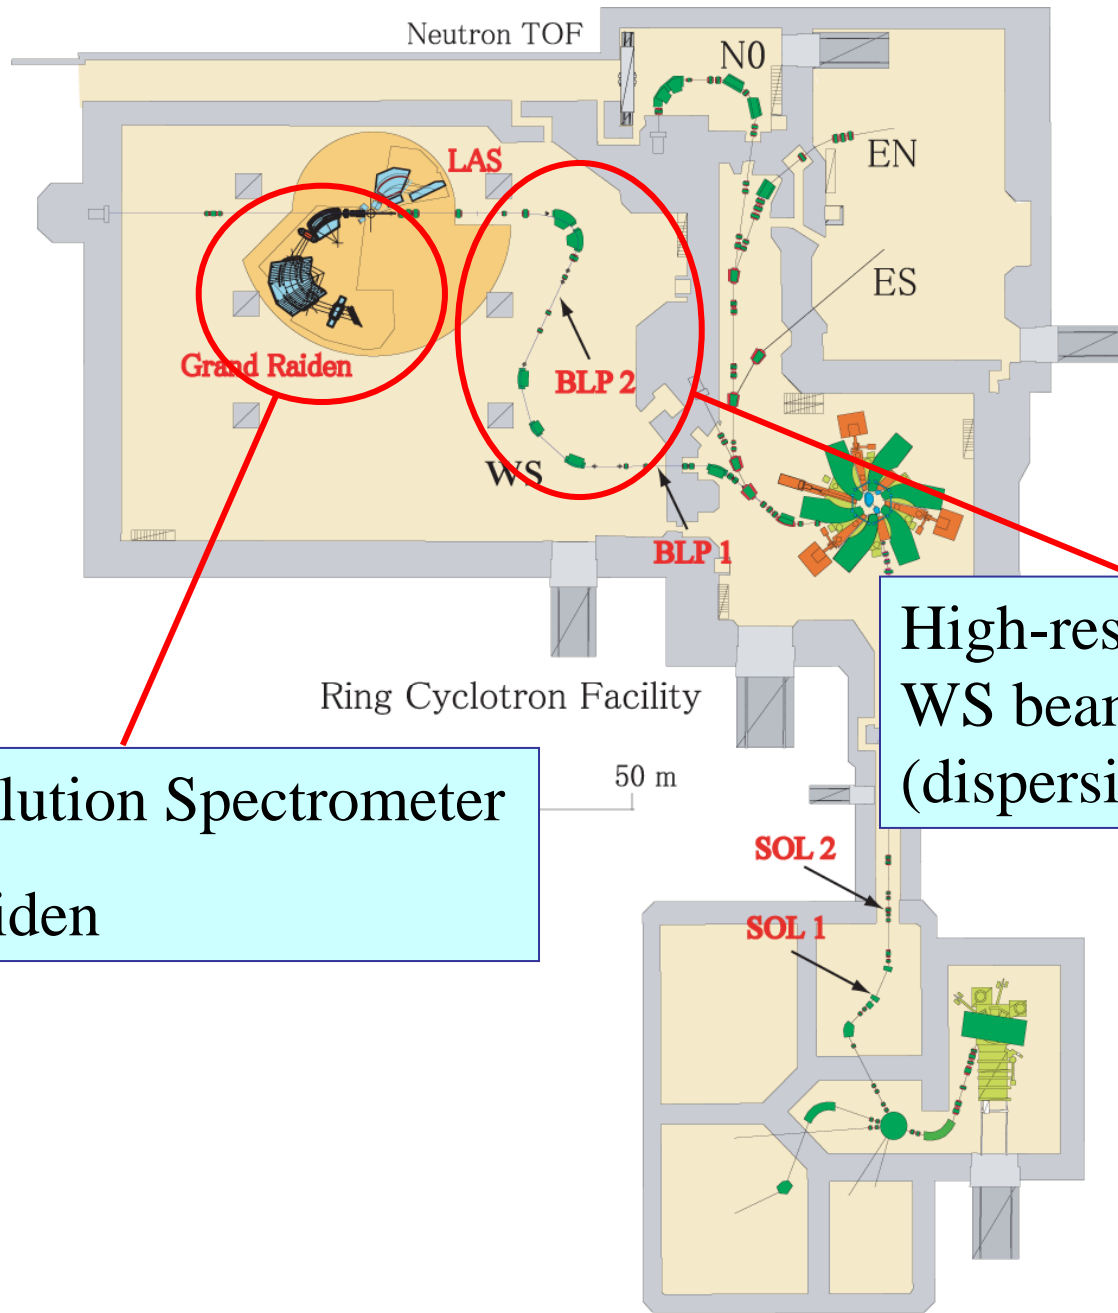 Neutron TOF
N0
EN
LAS
ES
Grand Raiden
BLP 2
WS
BLP 1
High-res
WS bea
(dispersi
Ring Cyclotron Facility
50 m
lution Spectrometer
iden
SOL 2
SOL 1